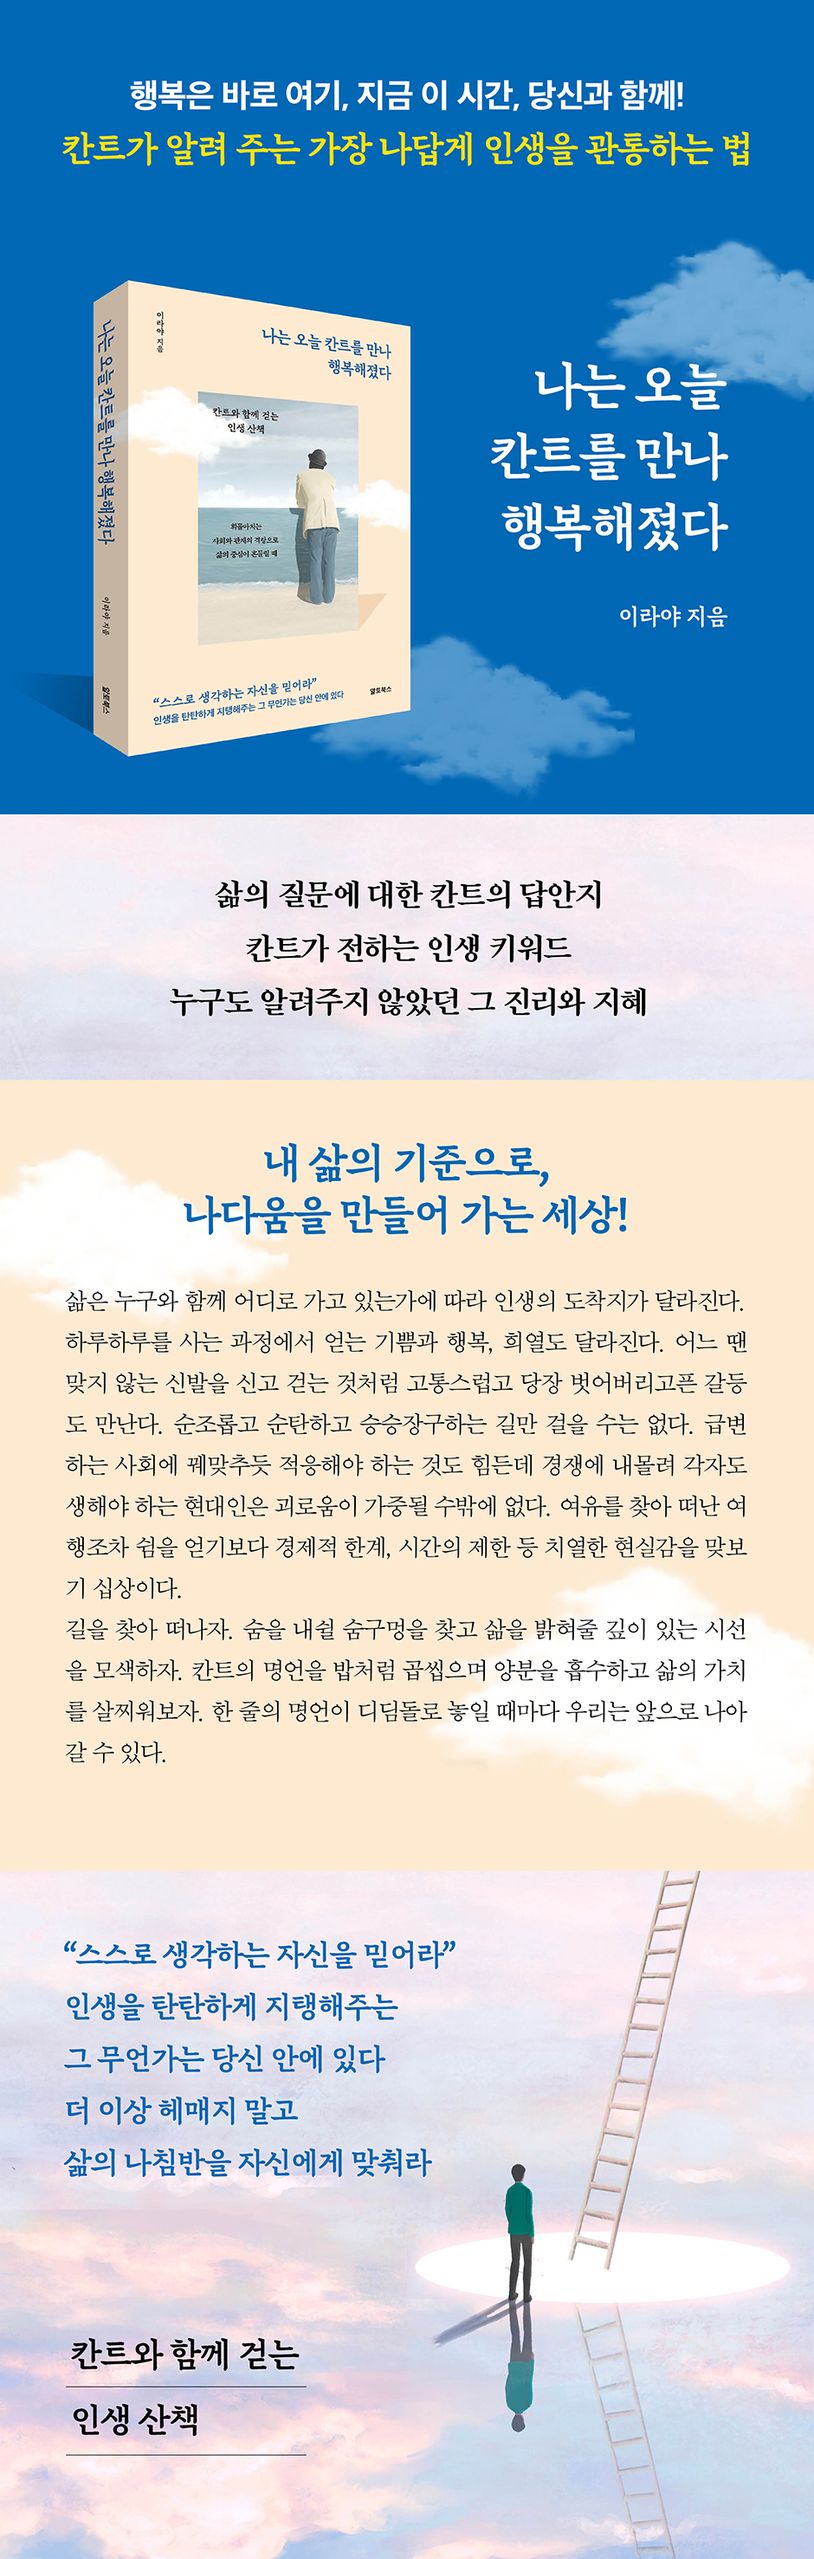 행복은 바로 여기, 지금 이 시간, 당신과 함께!
칸트가 알려 주는 가장 나답게 인생을 관통하는 법
나는 오늘 칸트를 만나 행복해졌다
이라야 지음
알토북스
이라야 지음
나는 오늘 칸트를 만나
행복해졌다
칸트와 함께 걷는
인생 산책
휘몰아치는
사회와 관계의 격랑으로
삶의 중심이 흔들릴 때
“스스로 생각하는 자신을 믿어라”
인생을 탄탄하게 지탱해주는 그 무언가는 당신 안에 있다
알토북스
나는 오늘
칸트를 만나
행복해졌다
이라야 지음
삶의 질문에 대한 칸트의 답안지
칸트가 전하는 인생 키워드
누구도 알려주지 않았던 그 진리와 지혜
내 삶의 기준으로,
나다움을 만들어 가는 세상!
삶은 누구와 함께 어디로 가고 있는가에 따라 인생의 도착지가 달라진다.
하루하루를 사는 과정에서 얻는 기쁨과 행복, 희열도 달라진다. 어느 땐
맞지 않는 신발을 신고 걷는 것처럼 고통스럽고 당장 벗어버리고픈 갈등
도 만난다. 순조롭고 순탄하고 승승장구하는 길만 걸을 수는 없다. 급변
하는 사회에 꿰맞추듯 적응해야 하는 것도 힘든데 경쟁에 내몰려 각자도
생해야 하는 현대인은 괴로움이 가중될 수밖에 없다. 여유를 찾아 떠난 여
행조차 쉼을 얻기보다 경제적 한계, 시간의 제한 등 치열한 현실감을 맛보
기 십상이다.
길을 찾아 떠나자. 숨을 내쉴 숨구멍을 찾고 삶을 밝혀줄 깊이 있는 시선
을 모색하자. 칸트의 명언을 밥처럼 곱씹으며 양분을 흡수하고 삶의 가치
를 살찌워보자. 한 줄의 명언이 디딤돌로 놓일 때마다 우리는 앞으로 나아
갈 수 있다.
“스스로 생각하는 자신을 믿어라”
인생을 탄탄하게 지탱해주는
그 무언가는 당신 안에 있다
더 이상 헤매지 말고
삶의 나침반을 자신에게 맞춰라
칸트와 함께 걷는
인생 산책